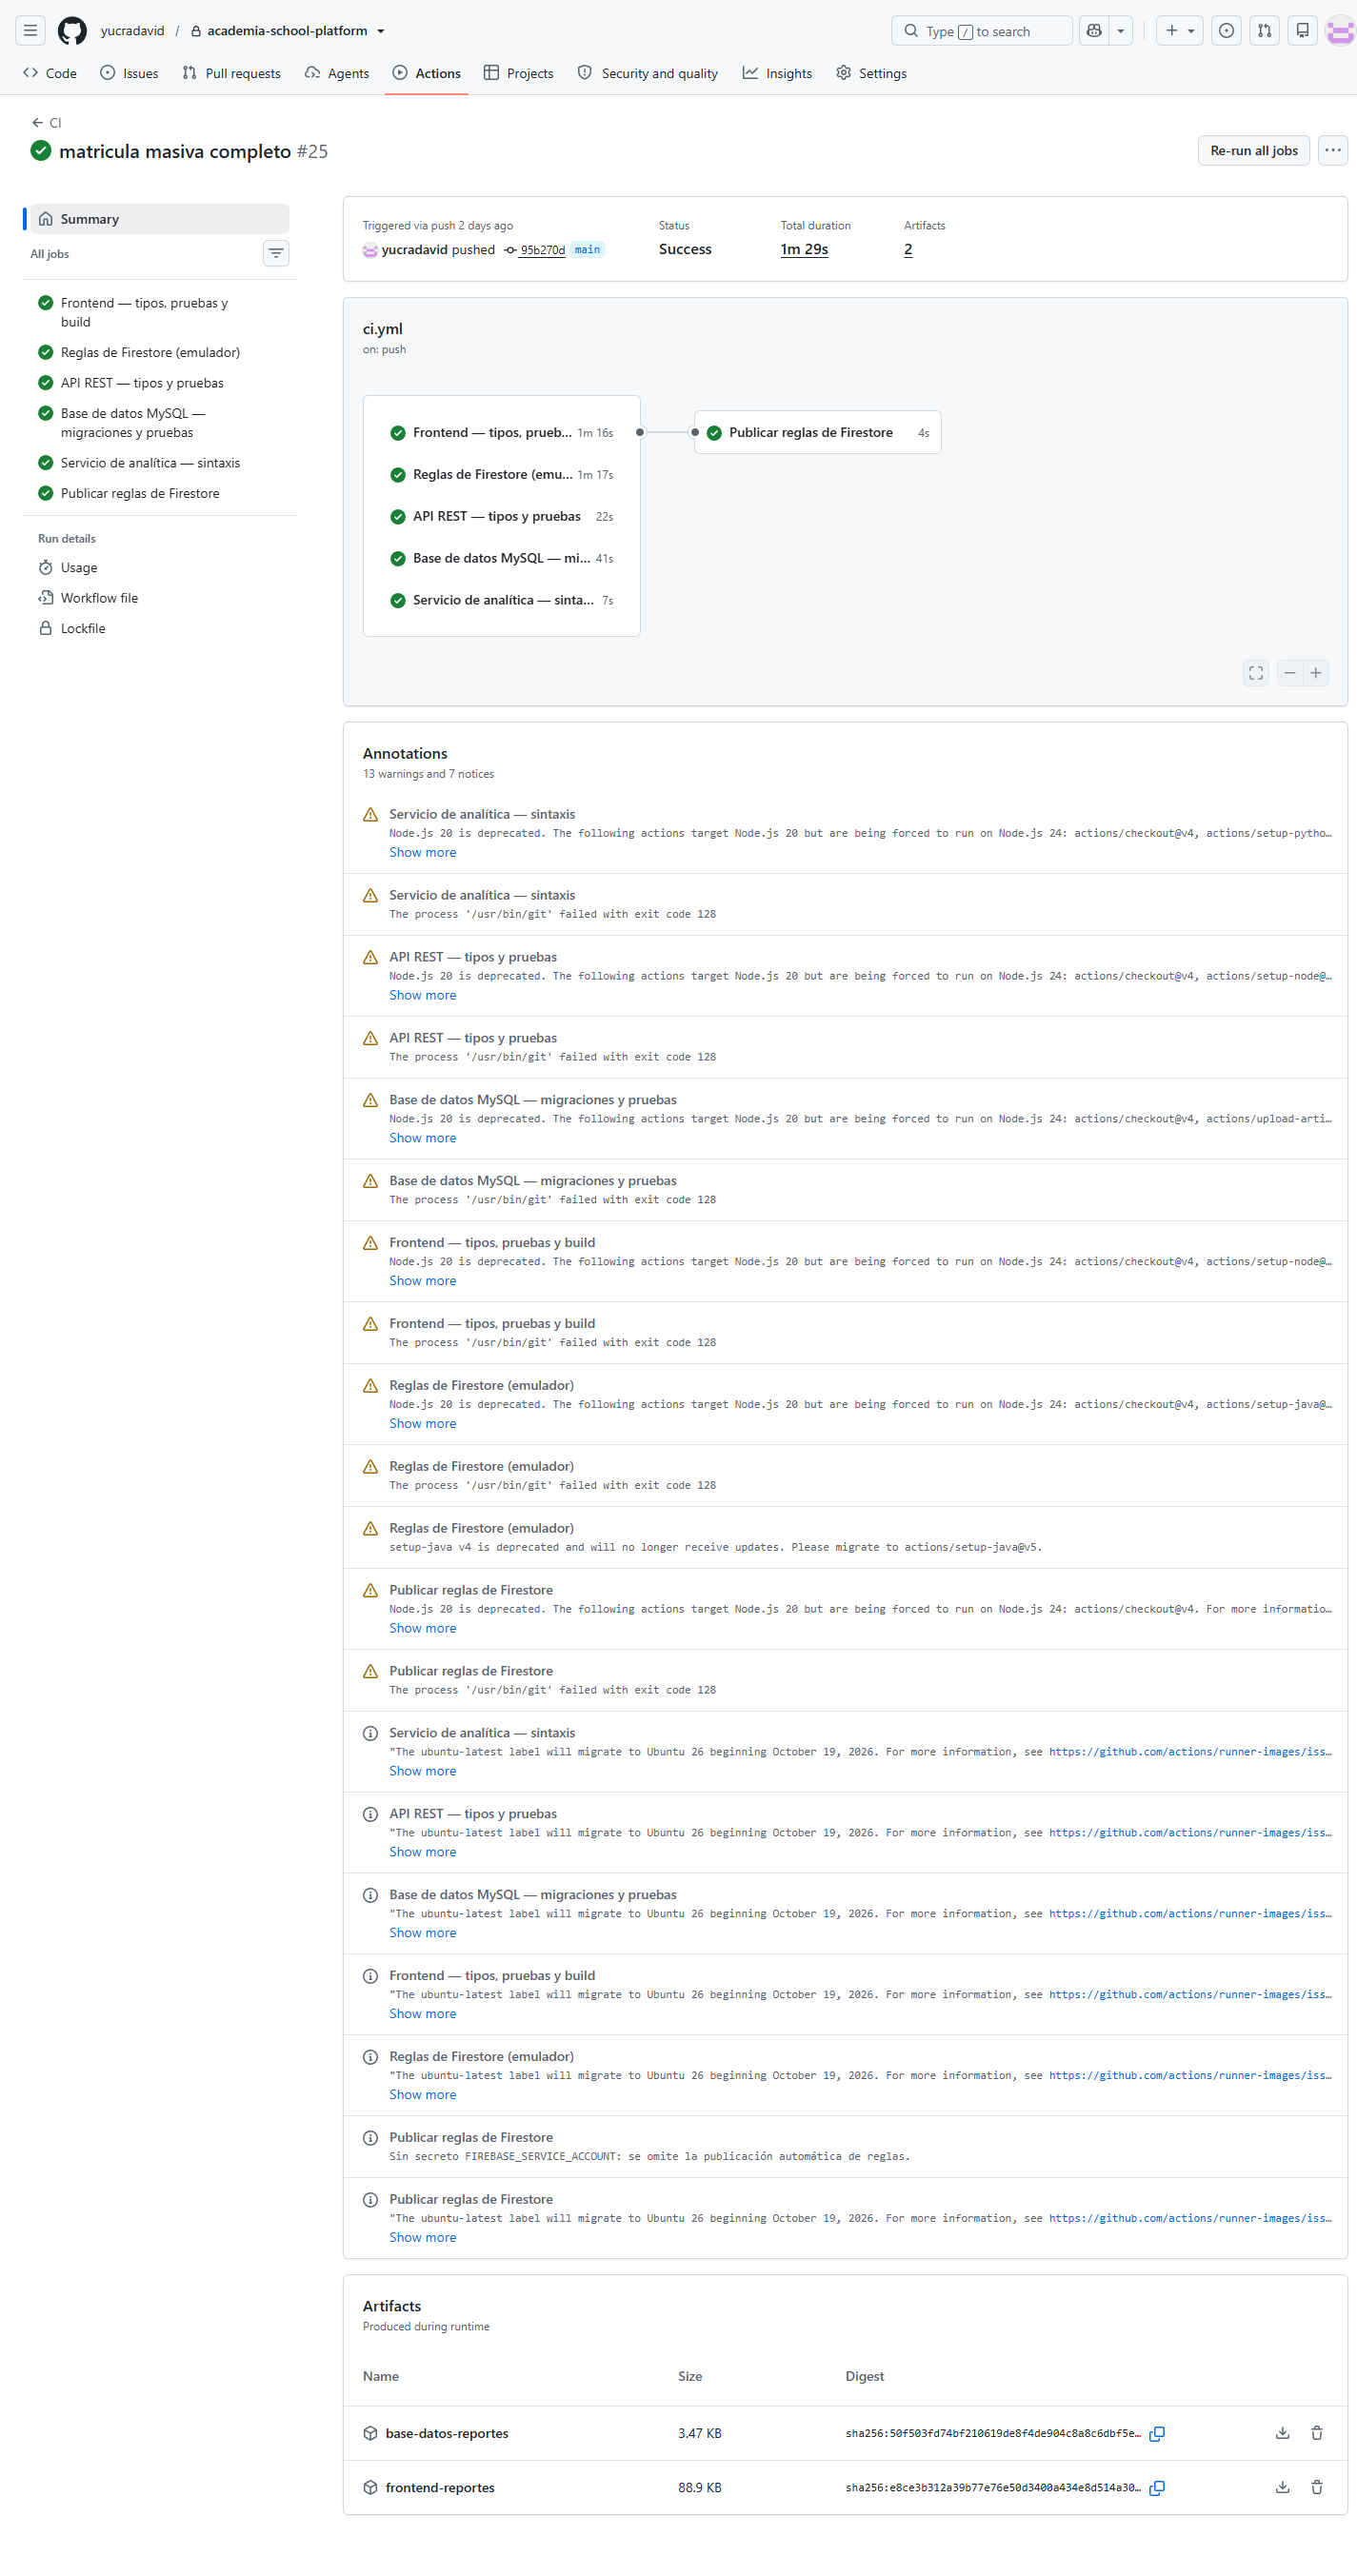 yucradavid / academia-school-platform
Type / to search
Code
Issues
Pull requests
Agents
Actions
Projects
Security and quality
Insights
Settings
CI
matricula masiva completo #25
Re-run all jobs
Summary
All jobs
Frontend — tipos, pruebas y
build
Reglas de Firestore (emulador)
API REST — tipos y pruebas
Base de datos MySQL —
migraciones y pruebas
Servicio de analítica — sintaxis
Publicar reglas de Firestore
Run details
Usage
Workflow file
Lockfile
Triggered via push 2 days ago
yucradavid pushed 95b270d main
Status
Success
Total duration
1m 29s
Artifacts
2
ci.yml
on: push
Frontend — tipos, prueb... 1m 16s
Reglas de Firestore (emu... 1m 17s
API REST — tipos y pruebas 22s
Base de datos MySQL — mi... 41s
Servicio de analítica — sinta... 7s
Publicar reglas de Firestore 4s
Annotations
13 warnings and 7 notices
Servicio de analítica — sintaxis
Node.js 20 is deprecated. The following actions target Node.js 20 but are being forced to run on Node.js 24: actions/checkout@v4, actions/setup-pytho…
Show more
Servicio de analítica — sintaxis
The process '/usr/bin/git' failed with exit code 128
API REST — tipos y pruebas
Node.js 20 is deprecated. The following actions target Node.js 20 but are being forced to run on Node.js 24: actions/checkout@v4, actions/setup-node@…
Show more
API REST — tipos y pruebas
The process '/usr/bin/git' failed with exit code 128
Base de datos MySQL — migraciones y pruebas
Node.js 20 is deprecated. The following actions target Node.js 20 but are being forced to run on Node.js 24: actions/checkout@v4, actions/upload-arti…
Show more
Base de datos MySQL — migraciones y pruebas
The process '/usr/bin/git' failed with exit code 128
Frontend — tipos, pruebas y build
Node.js 20 is deprecated. The following actions target Node.js 20 but are being forced to run on Node.js 24: actions/checkout@v4, actions/setup-node@…
Show more
Frontend — tipos, pruebas y build
The process '/usr/bin/git' failed with exit code 128
Reglas de Firestore (emulador)
Node.js 20 is deprecated. The following actions target Node.js 20 but are being forced to run on Node.js 24: actions/checkout@v4, actions/setup-java@…
Show more
Reglas de Firestore (emulador)
The process '/usr/bin/git' failed with exit code 128
Reglas de Firestore (emulador)
setup-java v4 is deprecated and will no longer receive updates. Please migrate to actions/setup-java@v5.
Publicar reglas de Firestore
Node.js 20 is deprecated. The following actions target Node.js 20 but are being forced to run on Node.js 24: actions/checkout@v4. For more informatio…
Show more
Publicar reglas de Firestore
The process '/usr/bin/git' failed with exit code 128
Servicio de analítica — sintaxis
"The ubuntu-latest label will migrate to Ubuntu 26 beginning October 19, 2026. For more information, see https://github.com/actions/runner-images/iss…
Show more
API REST — tipos y pruebas
"The ubuntu-latest label will migrate to Ubuntu 26 beginning October 19, 2026. For more information, see https://github.com/actions/runner-images/iss…
Show more
Base de datos MySQL — migraciones y pruebas
"The ubuntu-latest label will migrate to Ubuntu 26 beginning October 19, 2026. For more information, see https://github.com/actions/runner-images/iss…
Show more
Frontend — tipos, pruebas y build
"The ubuntu-latest label will migrate to Ubuntu 26 beginning October 19, 2026. For more information, see https://github.com/actions/runner-images/iss…
Show more
Reglas de Firestore (emulador)
"The ubuntu-latest label will migrate to Ubuntu 26 beginning October 19, 2026. For more information, see https://github.com/actions/runner-images/iss…
Show more
Publicar reglas de Firestore
Sin secreto FIREBASE_SERVICE_ACCOUNT: se omite la publicación automática de reglas.
Publicar reglas de Firestore
"The ubuntu-latest label will migrate to Ubuntu 26 beginning October 19, 2026. For more information, see https://github.com/actions/runner-images/iss…
Show more
Artifacts
Produced during runtime
Name Size Digest
base-datos-reportes 3.47 KB sha256:50f503fd74bf210619de8f4de904c8a8c6dbf5e…
frontend-reportes 88.9 KB sha256:e8ce3b312a39b77e76e50d3400a434e8d514a30…